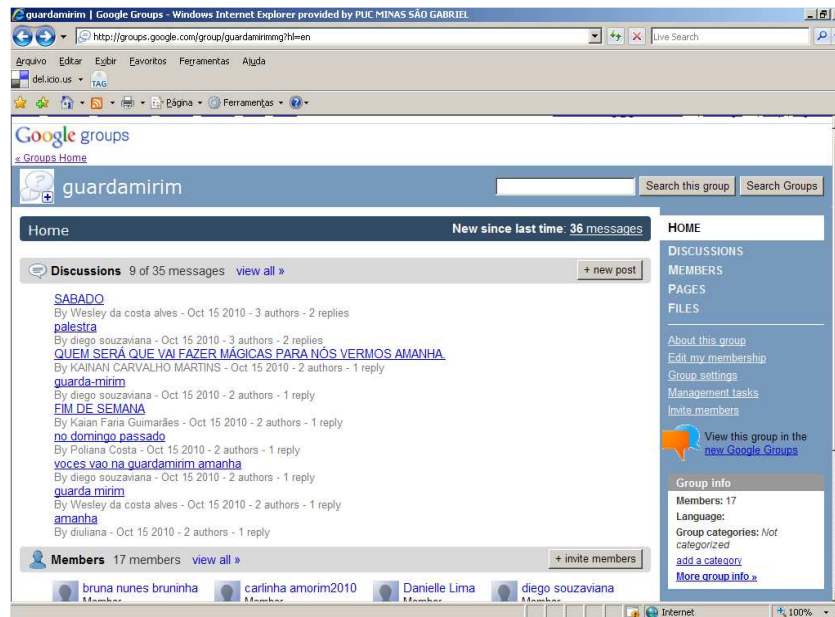 guardamirim | Google Groups - Windows Internet Explorer provided by PUC MINAS SÃO GABRIEL
http://groups.google.com/group/guardamirimmg?hl=en
Live Search
Arquivo Editar Exibir Favoritos Ferramentas Ajuda
del.icio.us TAG
Página Ferramentas
Google groups
« Groups Home
guardamirim
Search this group Search Groups
Home
New since last time: 36 messages
Discussions 9 of 35 messages view all »
+ new post
SABADO
By Wesley da costa alves - Oct 15 2010 - 3 authors - 2 replies
palestra
By diego souzaviana - Oct 15 2010 - 3 authors - 2 replies
QUEM SERÁ QUE VAI FAZER MÁGICAS PARA NÓS VERMOS AMANHA.
By KAINAN CARVALHO MARTINS - Oct 15 2010 - 2 authors - 1 reply
guarda-mirim
By diego souzaviana - Oct 15 2010 - 2 authors - 1 reply
FIM DE SEMANA
By Kaian Faria Guimarães - Oct 15 2010 - 2 authors - 1 reply
no domingo passado
By Poliana Costa - Oct 15 2010 - 2 authors - 1 reply
voces vao na guardamirim amanha
By diego souzaviana - Oct 15 2010 - 2 authors - 1 reply
guarda mirim
By Wesley da costa alves - Oct 15 2010 - 2 authors - 1 reply
amanha
By diuliana - Oct 15 2010 - 2 authors - 1 reply
Members 17 members view all »
+ invite members
bruna nunes bruninha carlinha amorim2010 Danielle Lima diego souzaviana
Member Member Member Member
HOME
DISCUSSIONS
MEMBERS
PAGES
FILES
About this group
Edit my membership
Group settings
Management tasks
Invite members
View this group in the
new Google Groups
Group info
Members: 17
Language:
Group categories: Not
categorized
add a category
More group info »
Internet 100%